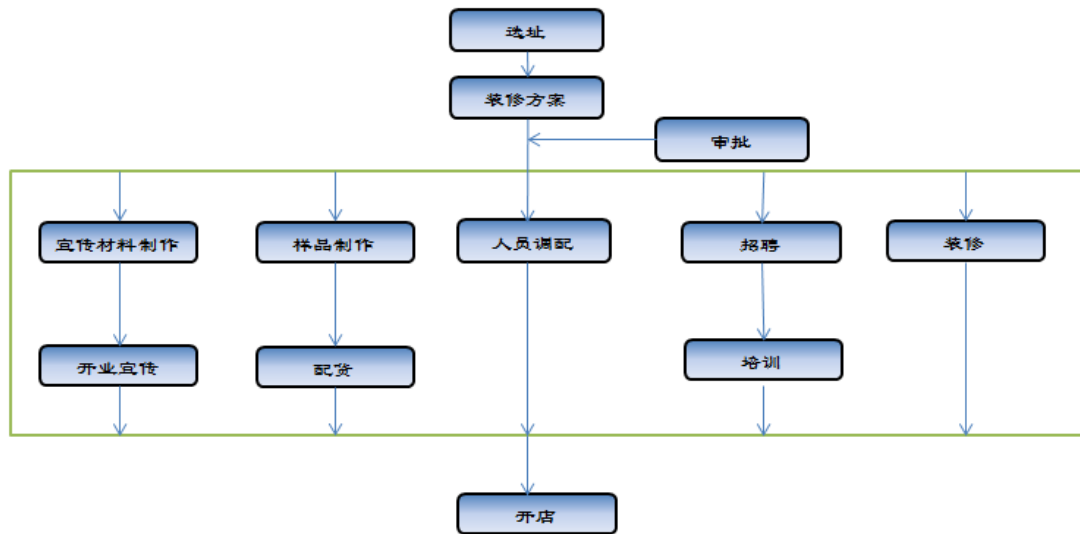 选址
装修方案
审批
宣传材料制作
样品制作
人员调配
招聘
装修
开业宣传
配货
培训
开店